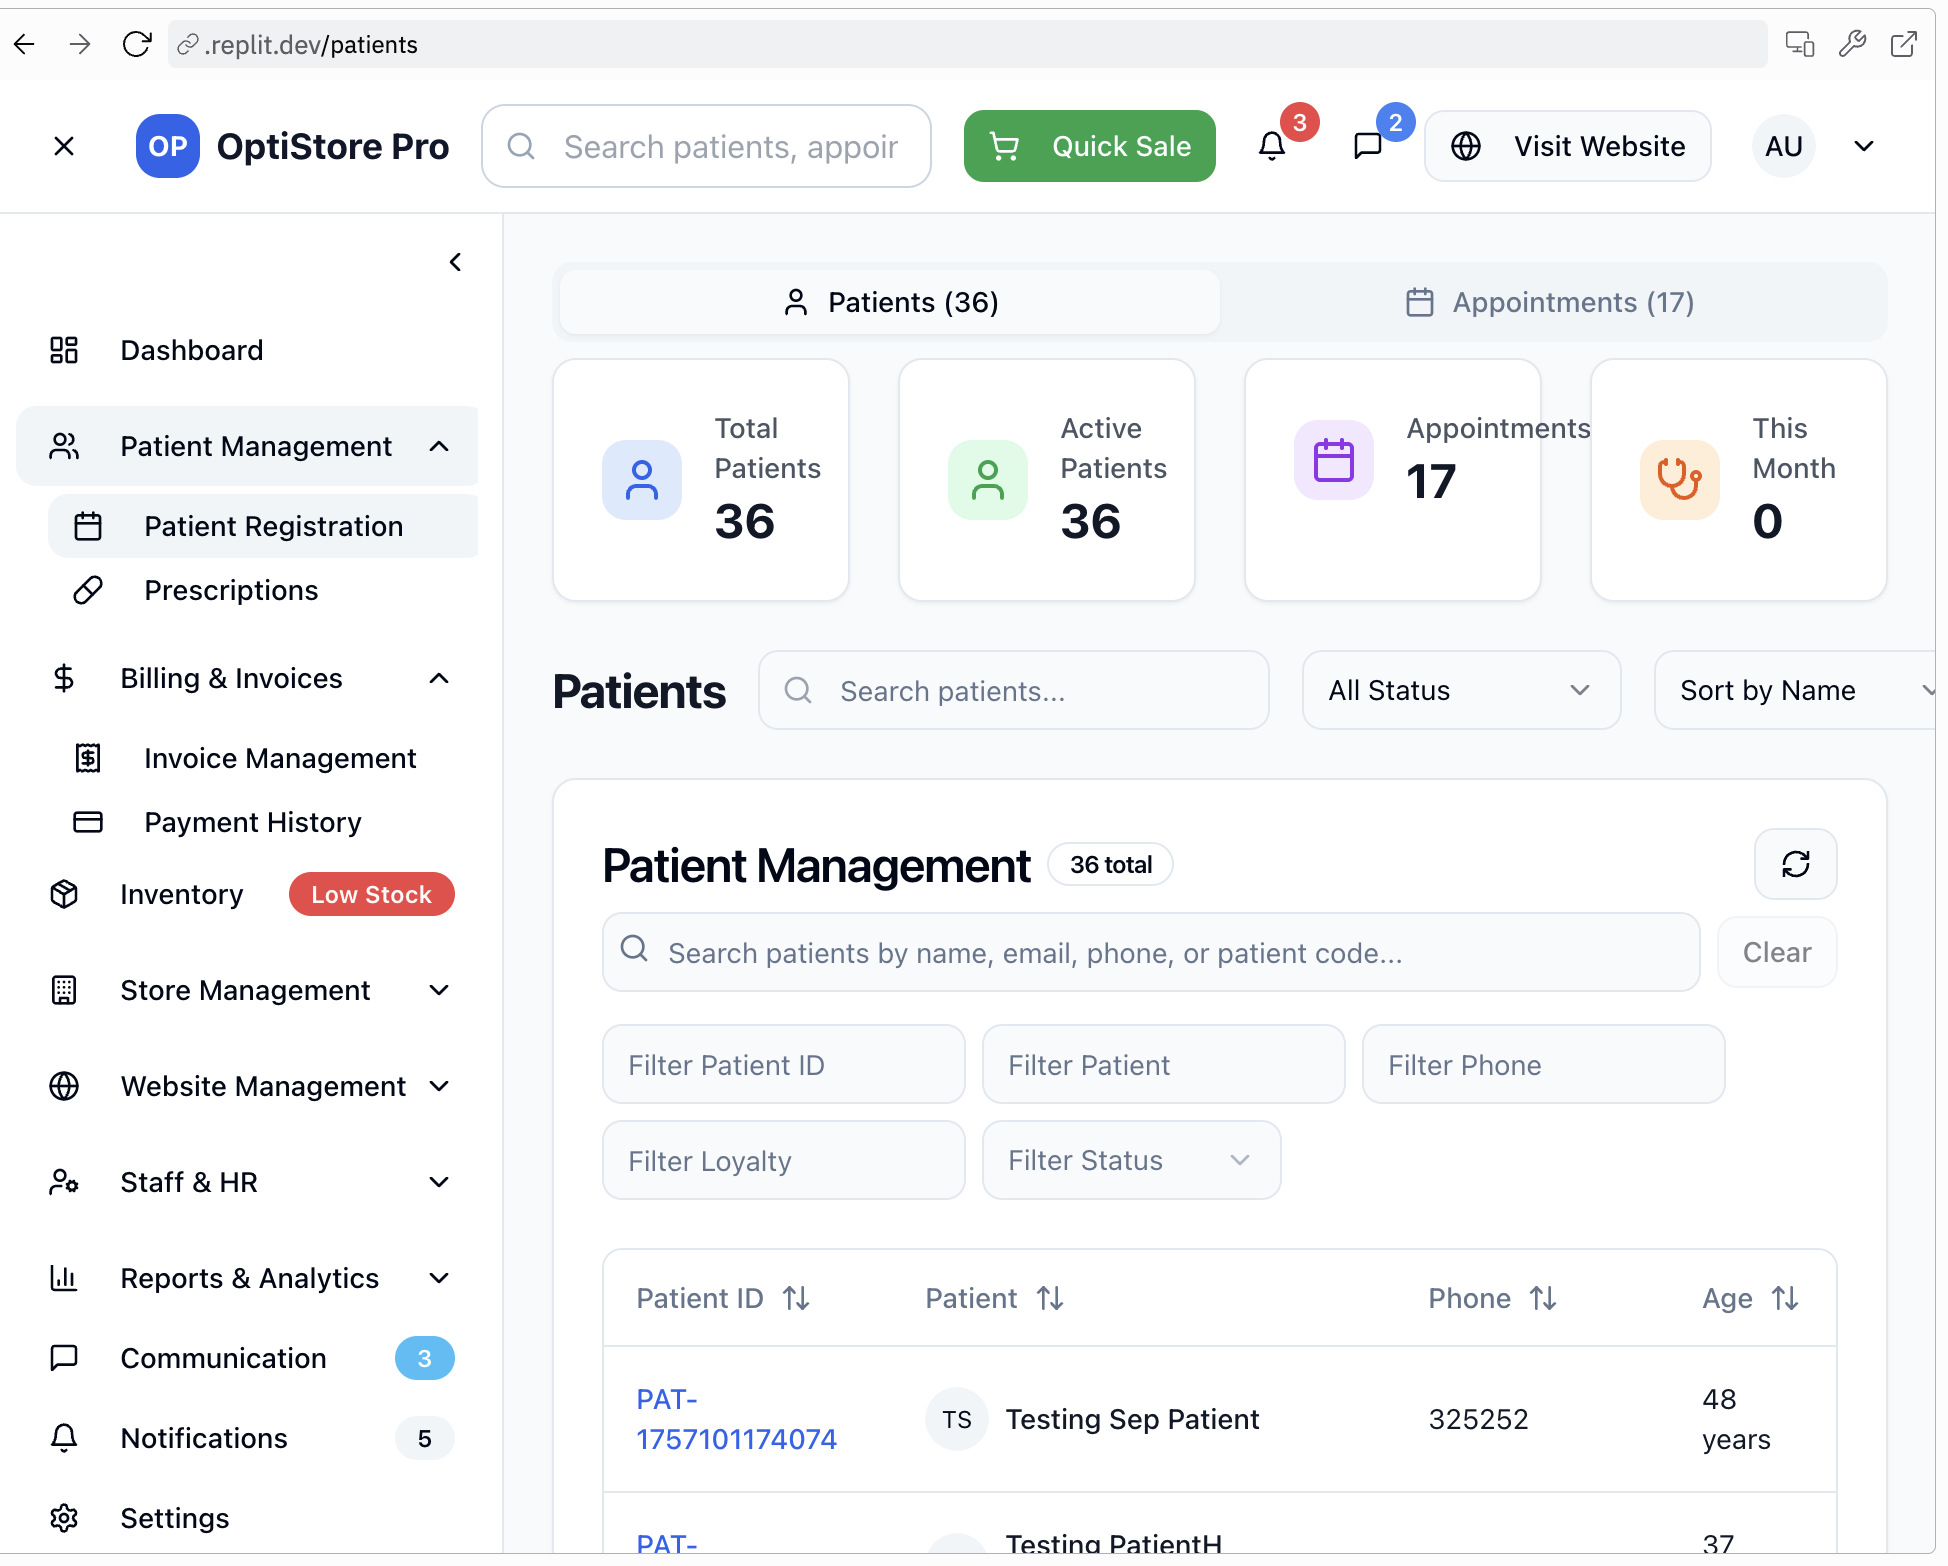 .replit.dev/patients
OP OptiStore Pro
Search patients, appoir
Quick Sale
3
2
Visit Website
AU
Dashboard
Patient Management
Patient Registration
Prescriptions
Billing & Invoices
Invoice Management
Payment History
Inventory Low Stock
Store Management
Website Management
Staff & HR
Reports & Analytics
Communication 3
Notifications 5
Settings
Patients (36)
Appointments (17)
Total
Patients
36
Active
Patients
36
Appointments
17
This
Month
0
Patients
Search patients...
All Status
Sort by Name
Patient Management 36 total
Search patients by name, email, phone, or patient code...
Clear
Filter Patient ID
Filter Patient
Filter Phone
Filter Loyalty
Filter Status
Patient ID Patient Phone Age
PAT-
1757101174074
TS Testing Sep Patient
325252
48
years
PAT-
Testing PatientH
37